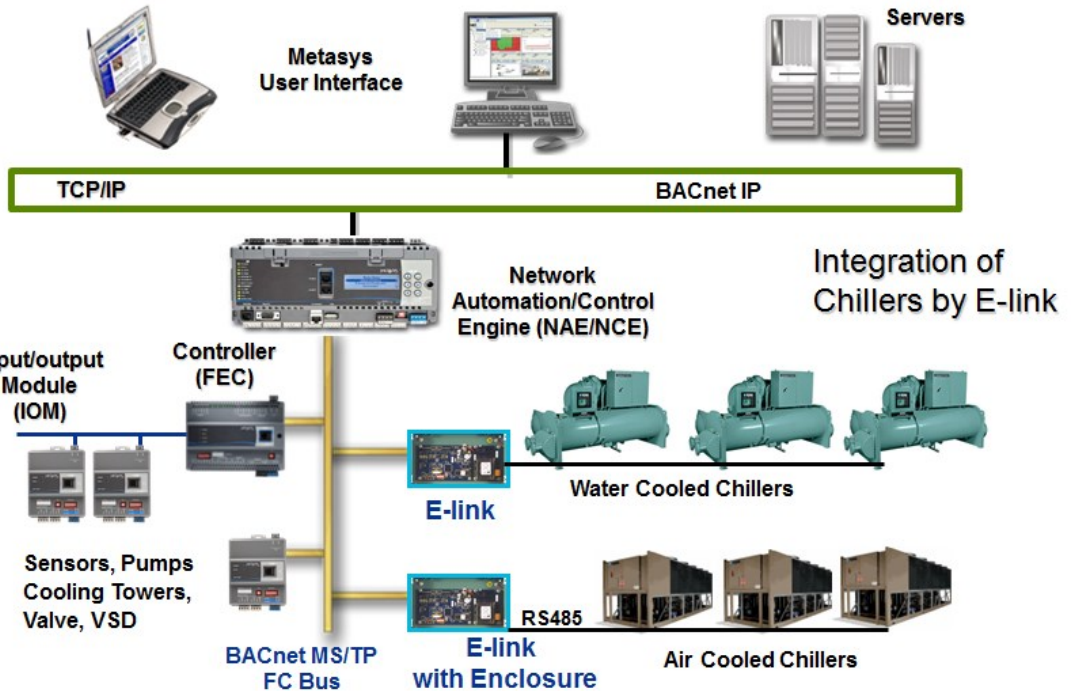 Metasys
User Interface
Servers
TCP/IP
BACnet IP
Network
Automation/Control
Engine (NAE/NCE)
Integration of
Chillers by E-link
put/output
Module
(IOM)
Controller
(FEC)
E-link
Water Cooled Chillers
Sensors, Pumps
Cooling Towers,
Valve, VSD
RS485
BACnet MS/TP
FC Bus
E-link
with Enclosure
Air Cooled Chillers